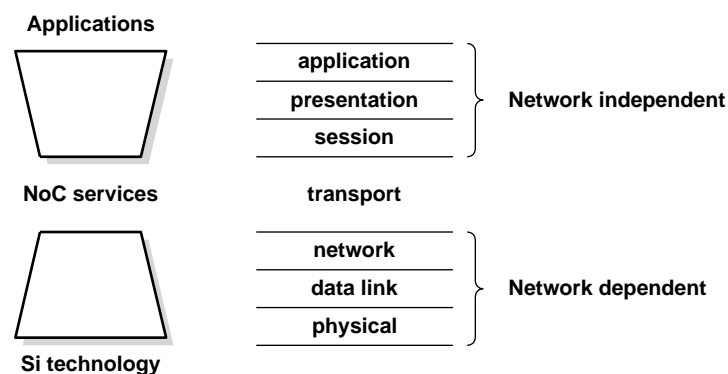 Applications
application
presentation
Network independent
session
NoC services
transport
network
data link
Network dependent
physical
Si technology